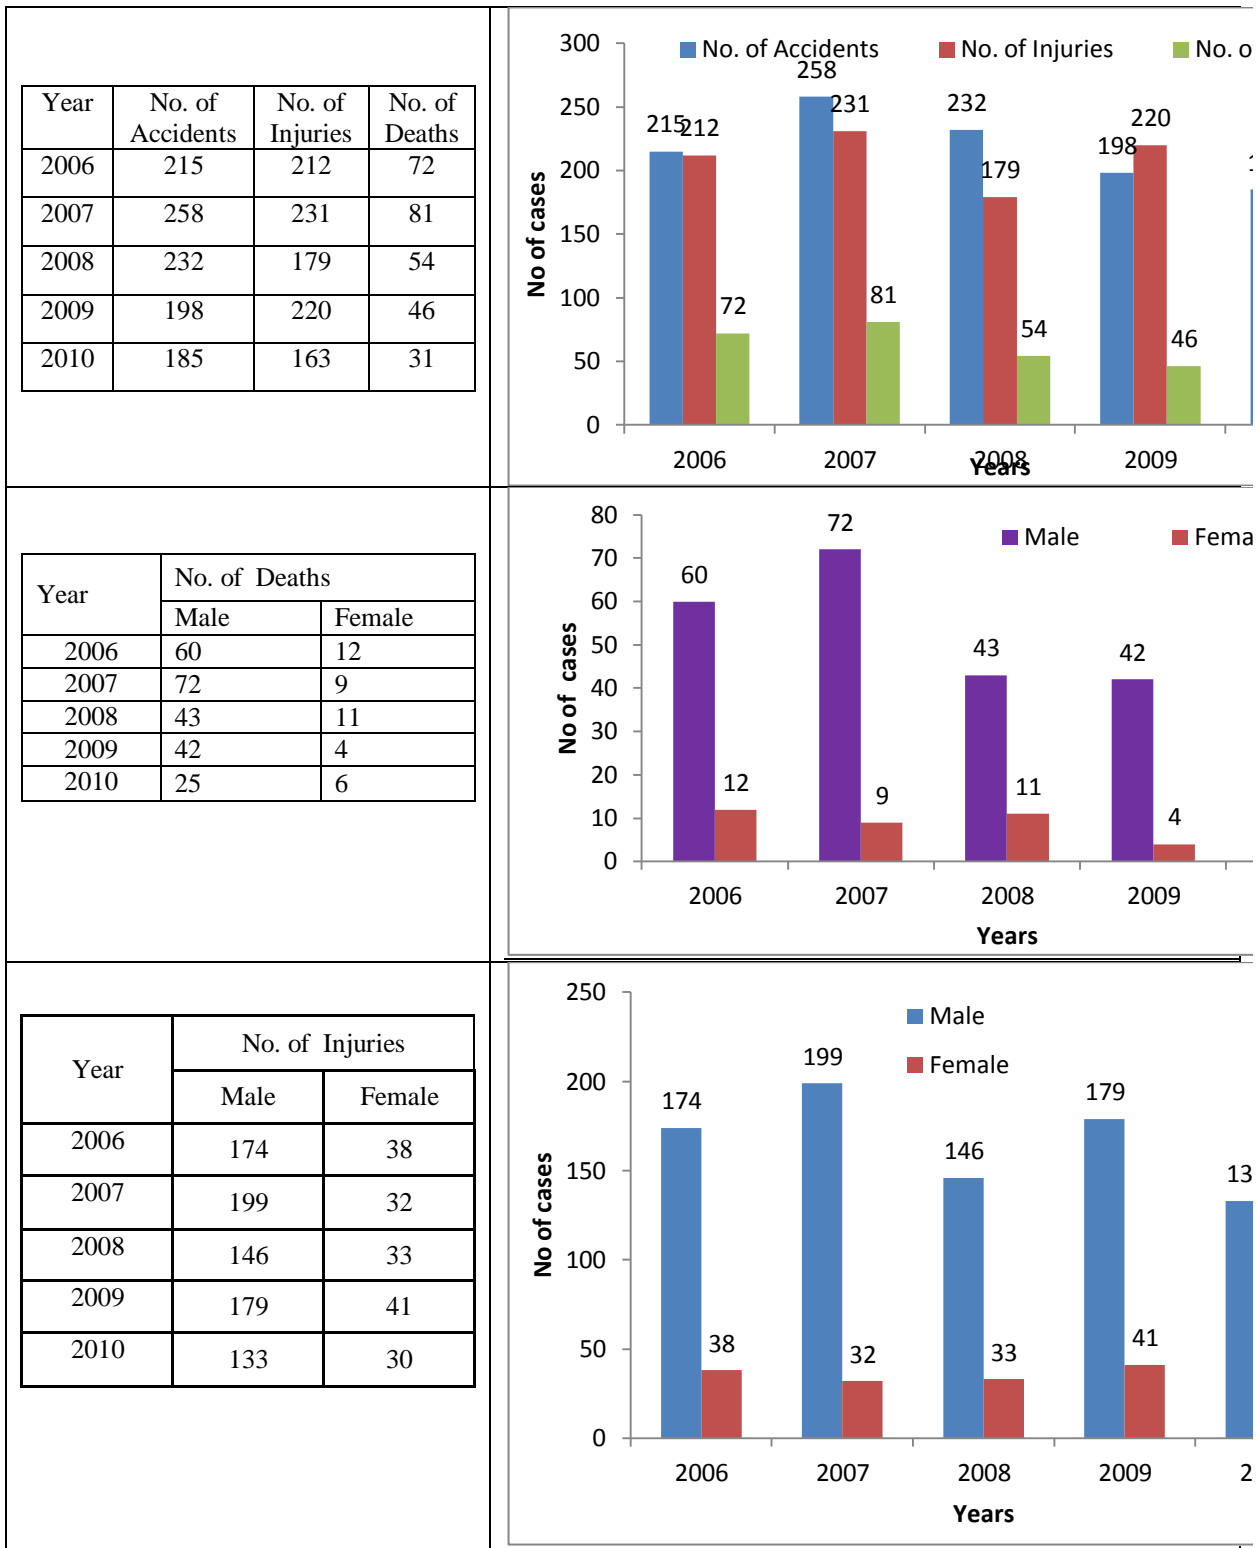 Year No. of Accidents No. of Injuries No. of Deaths
2006 215 212 72
2007 258 231 81
2008 232 179 54
2009 198 220 46
2010 185 163 31
300 No. of Accidents No. of Injuries No. o
258
250 231 232
215 212 220
200 198
179
150
100
72 81 54 46
50
0
2006 2007 2008 2009
No of cases
Years
Year No. of Deaths
Male Female
2006 60 12
2007 72 9
2008 43 11
2009 42 4
2010 25 6
80 72
Male Fema
70
60 60
50
43 42
40
30
20
12 9 11 4
10
0
2006 2007 2008 2009
No of cases
Years
Year No. of Injuries
Male Female
2006 174 38
2007 199 32
2008 146 33
2009 179 41
2010 133 30
250
Male
Female
199
200
174 179
150 146
13
100
50
38 32 33 41
0
2006 2007 2008 2009 2
No of cases
Years